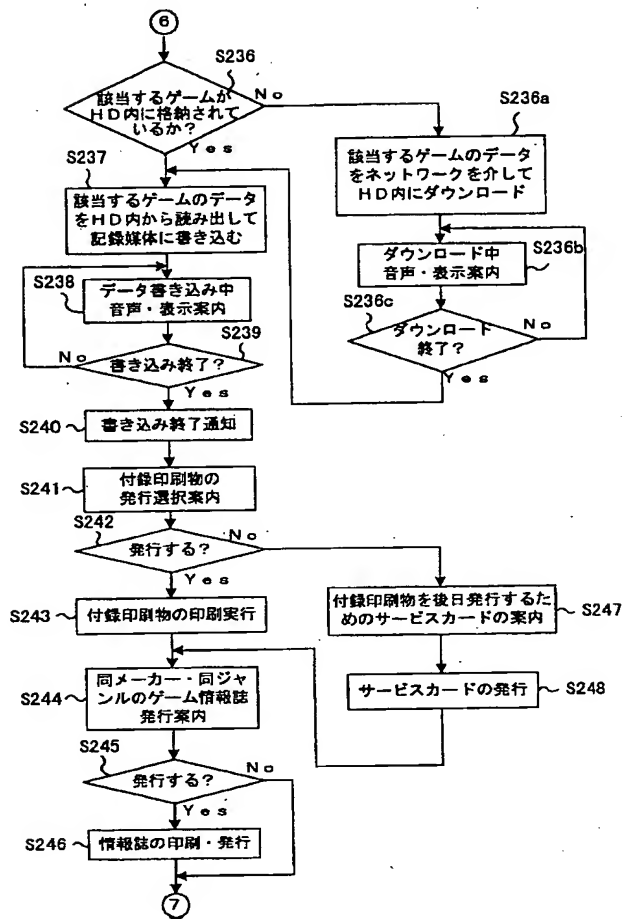 6
S236
該当するゲームが
HD内に格納されて
いるか?
No
Yes
S236a
該当するゲームのデータ
をネットワークを介して
HD内にダウンロード
S237
該当するゲームのデータ
をHD内から読み出して
記録媒体に書き込む
ダウンロード中
音声・表示案内
S236b
S238
データ書き込み中
音声・表示案内
S236c
ダウンロード
終了?
No
Yes
S239
書き込み終了?
No
Yes
S240
書き込み終了通知
S241
付録印刷物の
発行選択案内
S242
発行する?
No
Yes
S243
付録印刷物の印刷実行
付録印刷物を後日発行するた
めのサービスカードの案内
S247
S244
同メーカー・同ジャ
ンルのゲーム情報誌
発行案内
サービスカードの発行
S248
S245
発行する?
No
Yes
S246
情報誌の印刷・発行
7